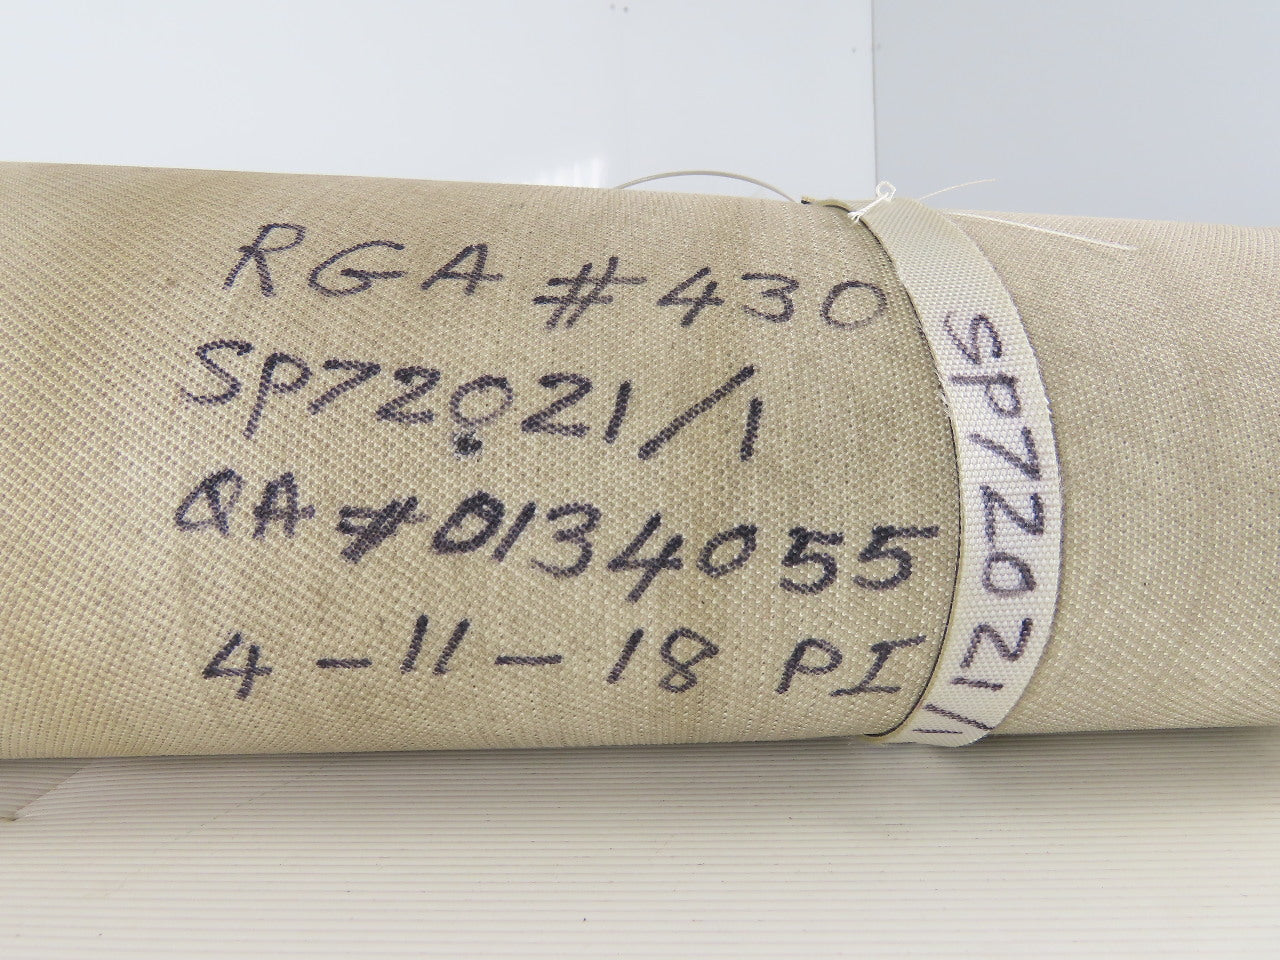 RGA #430
SP72021/1
QA #0134055
4-11-18 PI
SP72021/1